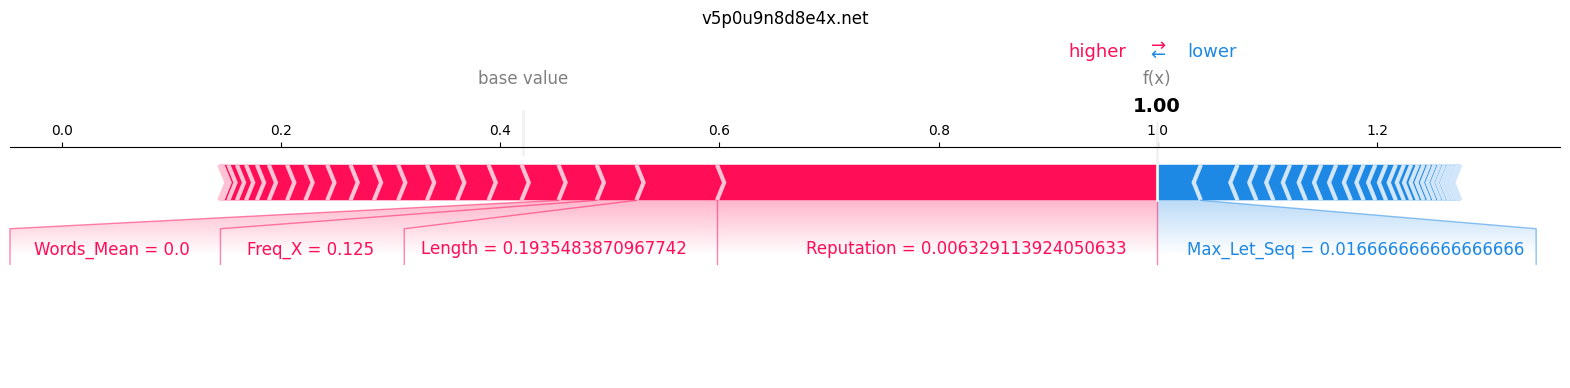 v5p0u9n8d8e4x.net
higher ⇄ lower
base value f(x)
1.00
0.0 0.2 0.4 0.6 0.8 1.0 1.2
Words_Mean = 0.0 Freq_X = 0.125 Length = 0.1935483870967742 Reputation = 0.006329113924050633 Max_Let_Seq = 0.016666666666666666